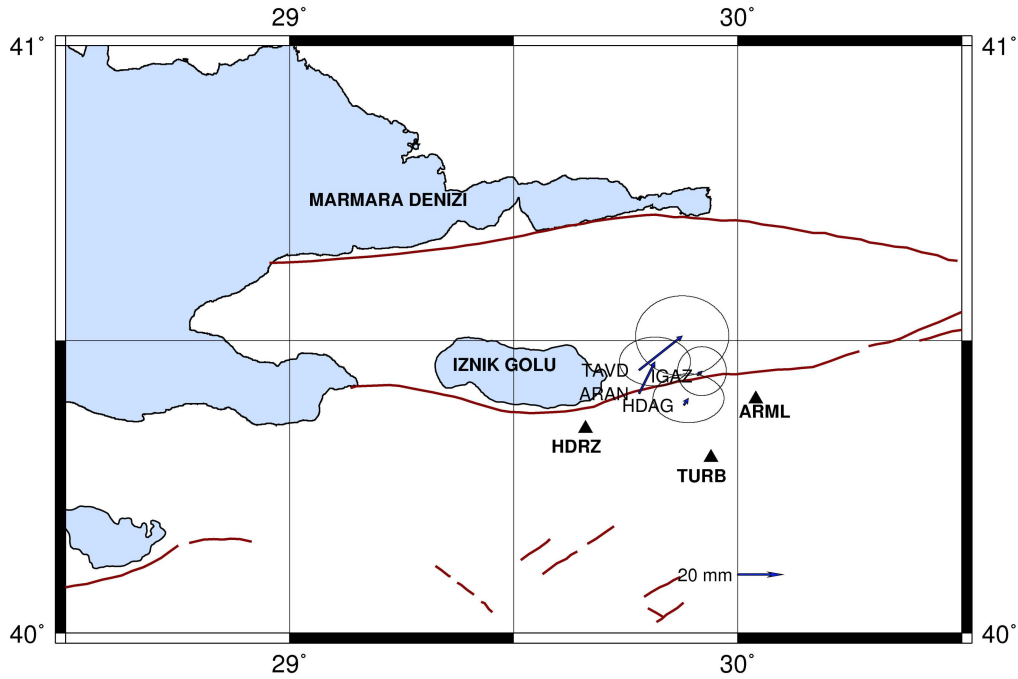 29° 30°
41° 41°
MARMARA DENIZI
IZNIK GOLU
TAVD
IGAZ
ARAN
HDAG
ARML
HDRZ
TURB
20 mm
40° 40°
29° 30°